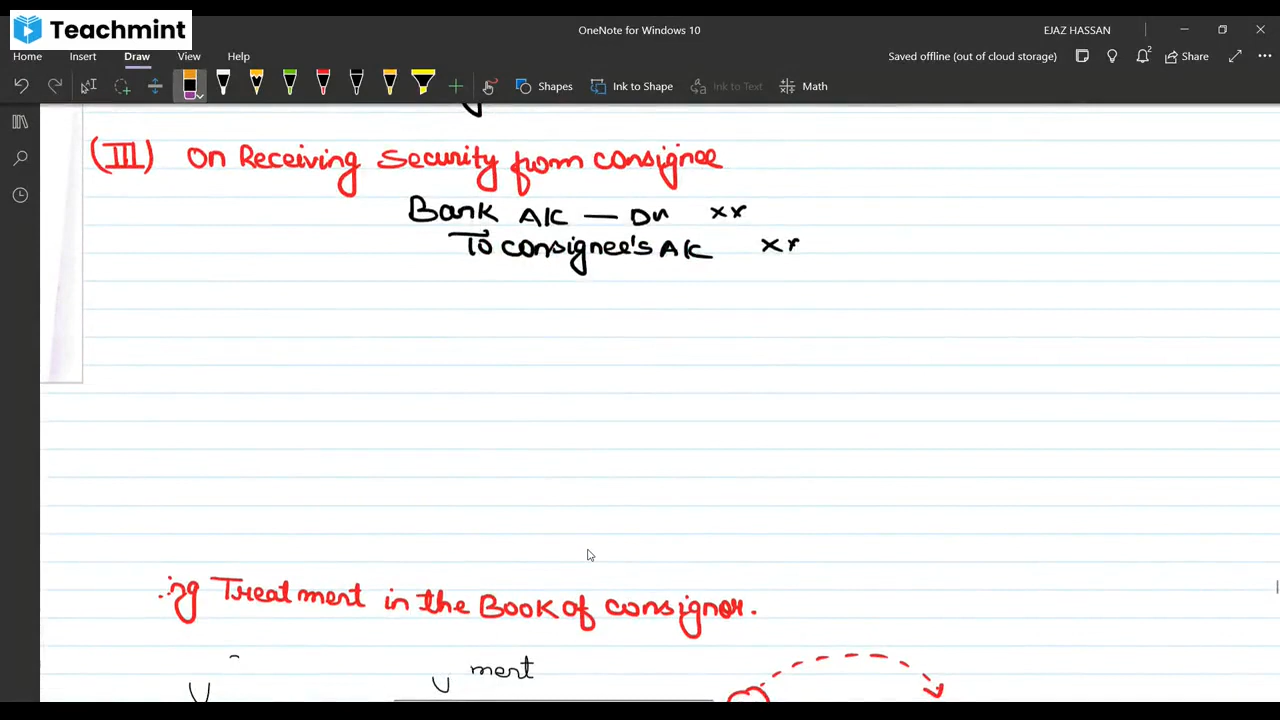 Teachmint
OneNote for Windows 10
EJAZ HASSAN
Home Insert Draw View Help
Saved offline (out of cloud storage)
Share
Shapes
Ink to Shape
Ink to Text
Math
(III) On Receiving Security from consignee
Bank A/C — Dr xx
To consignee's A/C xx
Treatment in the Book of consignor.
ment